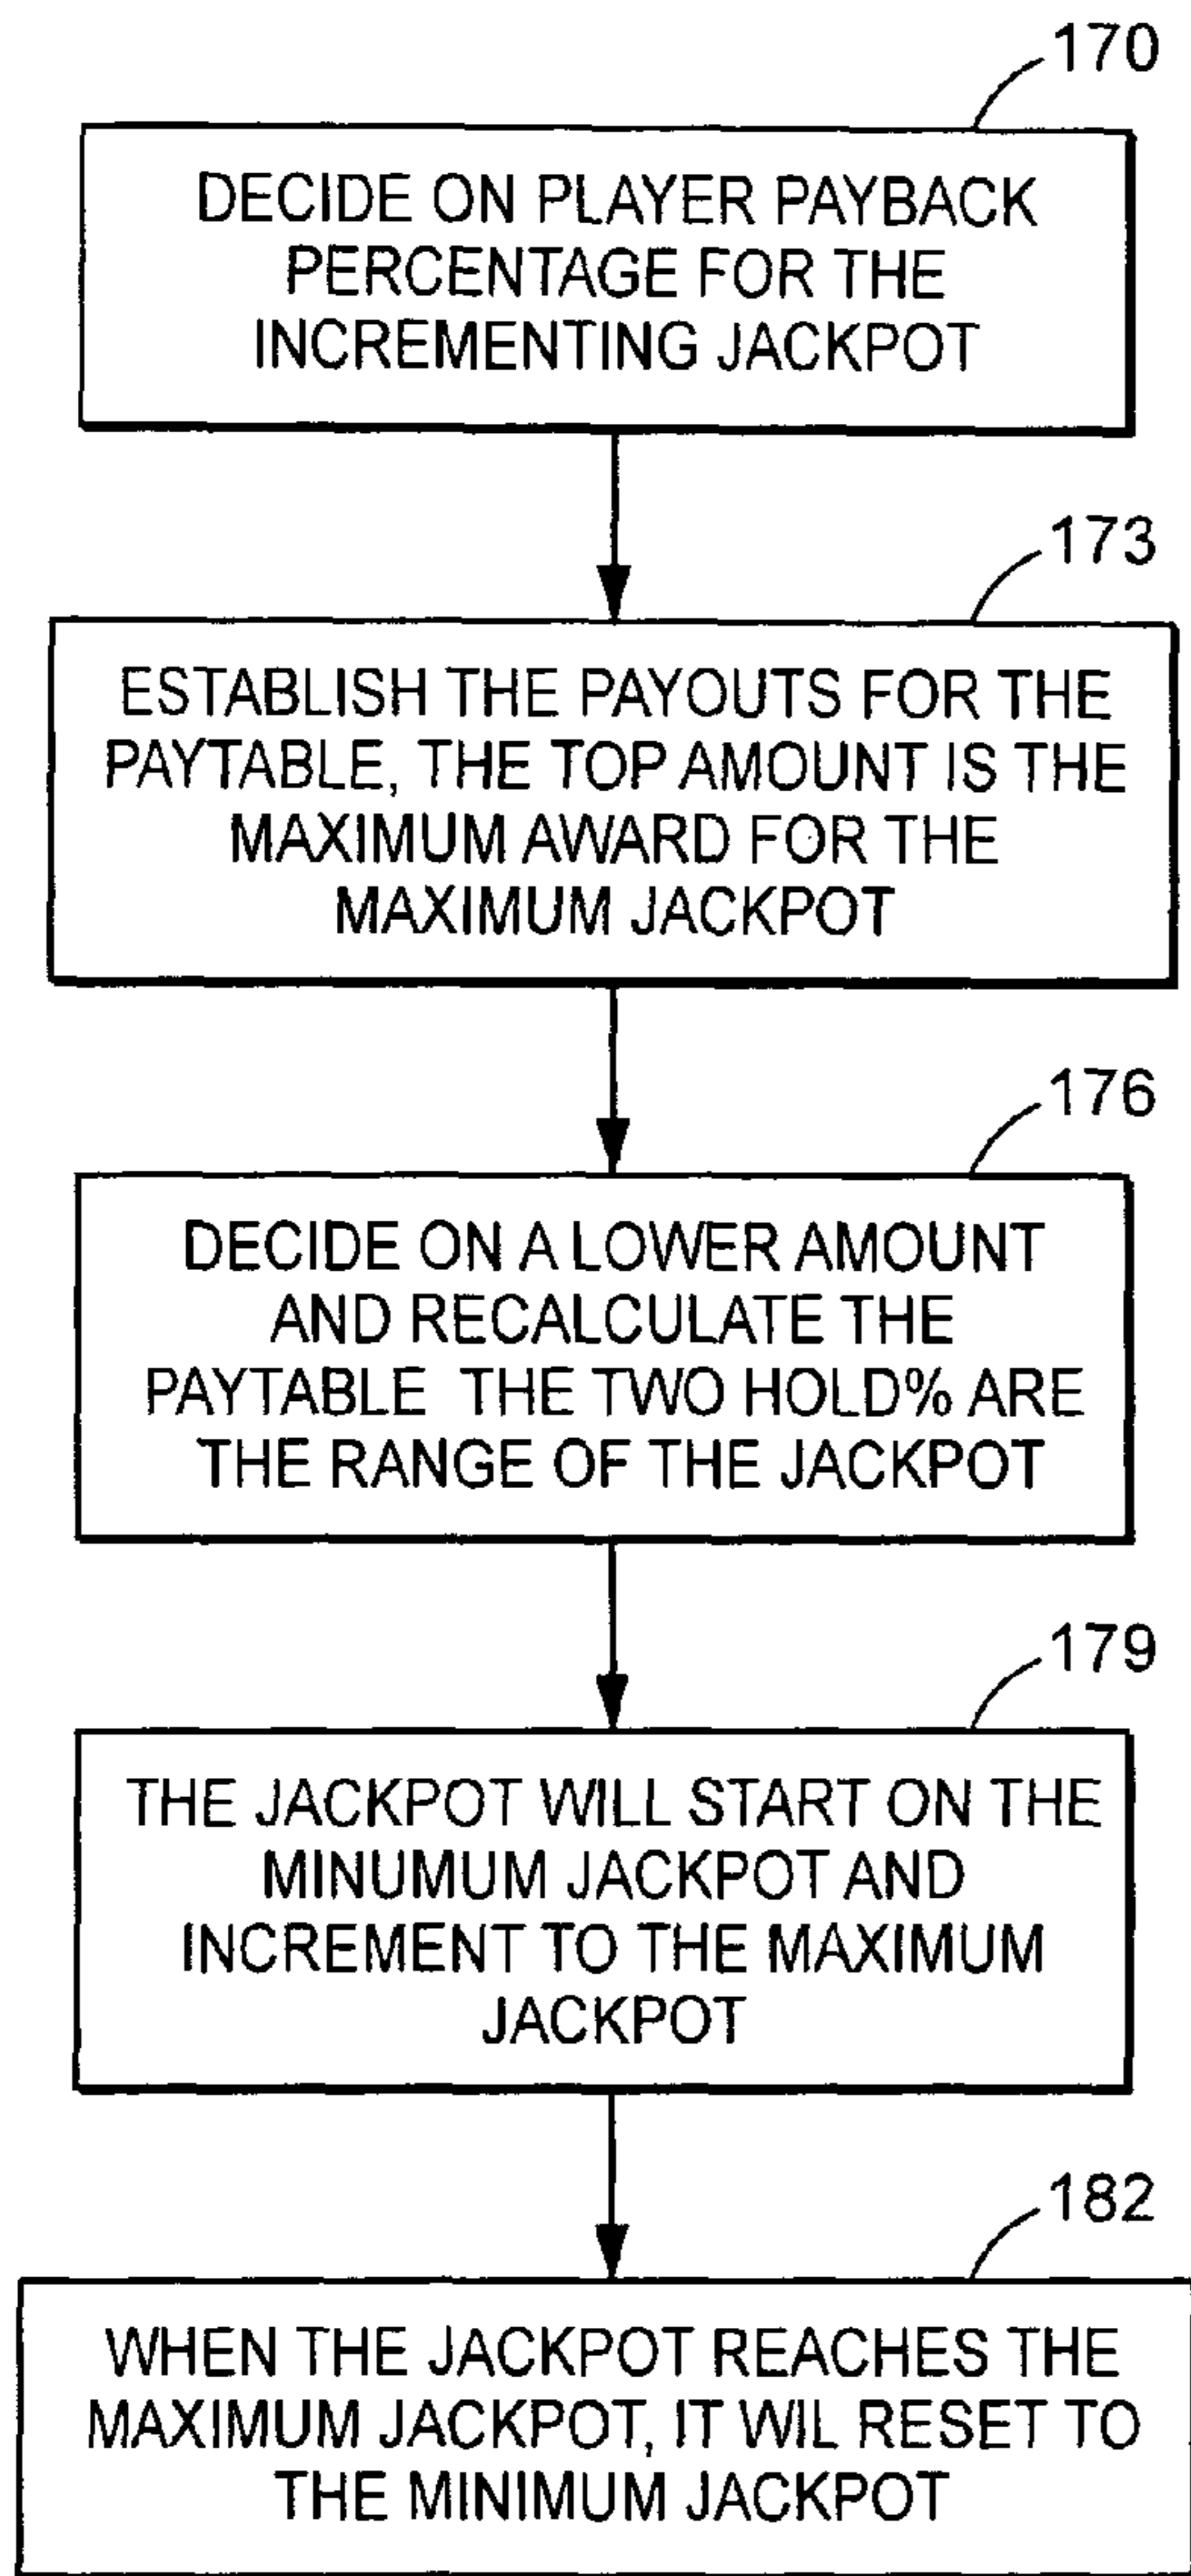 170
DECIDE ON PLAYER PAYBACK
PERCENTAGE FOR THE
INCREMENTING JACKPOT
173
ESTABLISH THE PAYOUTS FOR THE
PAYTABLE, THE TOP AMOUNT IS THE
MAXIMUM AWARD FOR THE
MAXIMUM JACKPOT
176
DECIDE ON A LOWER AMOUNT
AND RECALCULATE THE
PAYTABLE THE TWO HOLD% ARE
THE RANGE OF THE JACKPOT
179
THE JACKPOT WILL START ON THE
MINUMUM JACKPOT AND
INCREMENT TO THE MAXIMUM
JACKPOT
182
WHEN THE JACKPOT REACHES THE
MAXIMUM JACKPOT, IT WIL RESET TO
THE MINIMUM JACKPOT